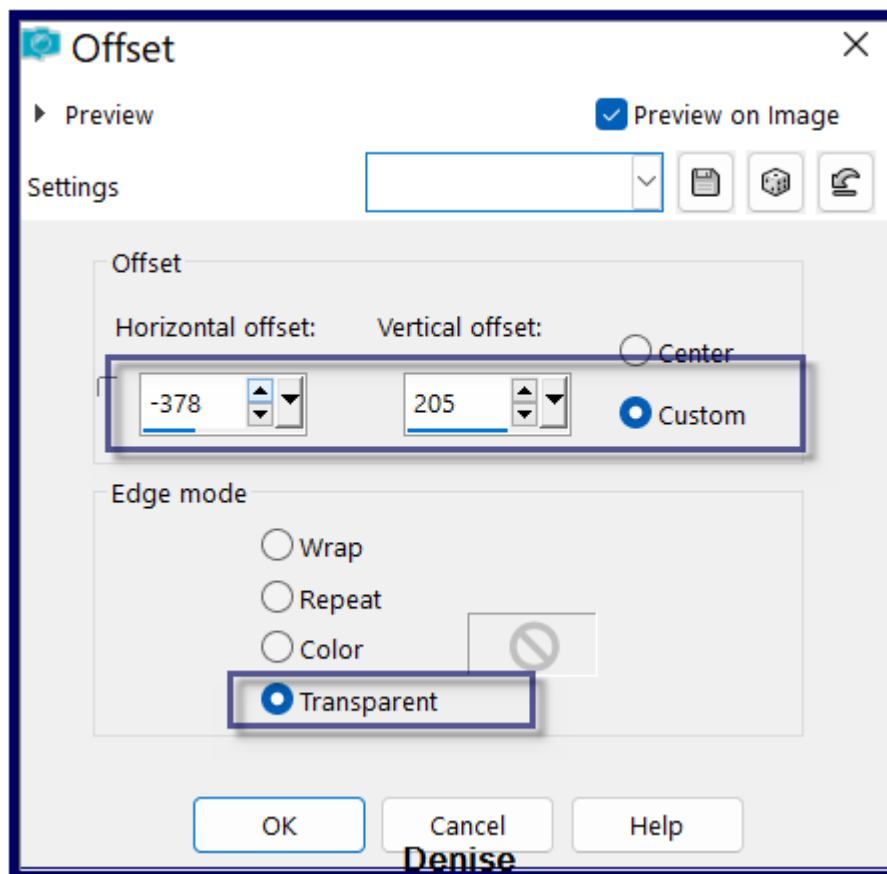 Offset
Preview
Preview on Image
Settings
Offset
Horizontal offset:
Vertical offset:
Center
-378
205
Custom
Edge mode
Wrap
Repeat
Color
Transparent
OK
Cancel
Help
Denise